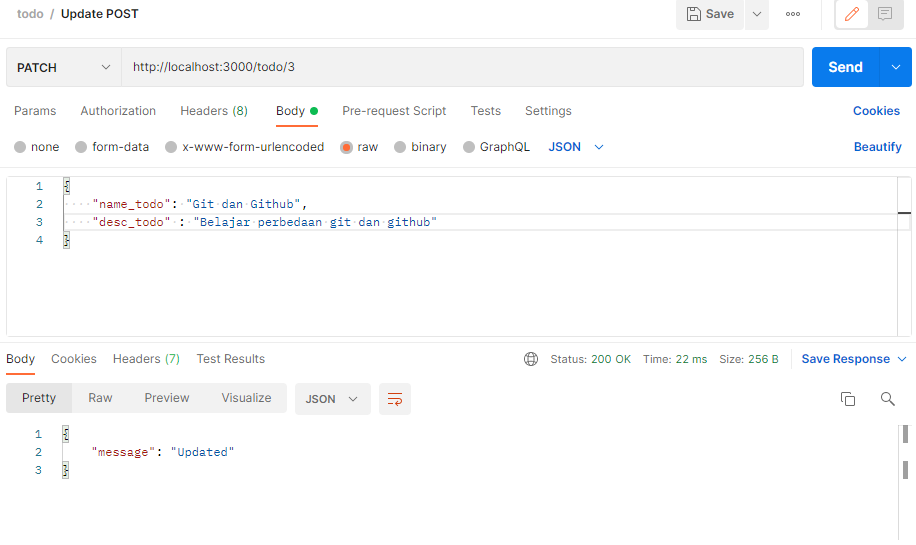 todo / Update POST
Save
PATCH http://localhost:3000/todo/3
Send
Params Authorization Headers (8) Body Pre-request Script Tests Settings Cookies
none form-data x-www-form-urlencoded raw binary GraphQL JSON Beautify
1 {
2 "name_todo": "Git dan Github",
3 "desc_todo" : "Belajar perbedaan git dan github"
4 }
Body Cookies Headers (7) Test Results Status: 200 OK Time: 22 ms Size: 256 B Save Response
Pretty Raw Preview Visualize JSON
1 {
2 "message": "Updated"
3 }